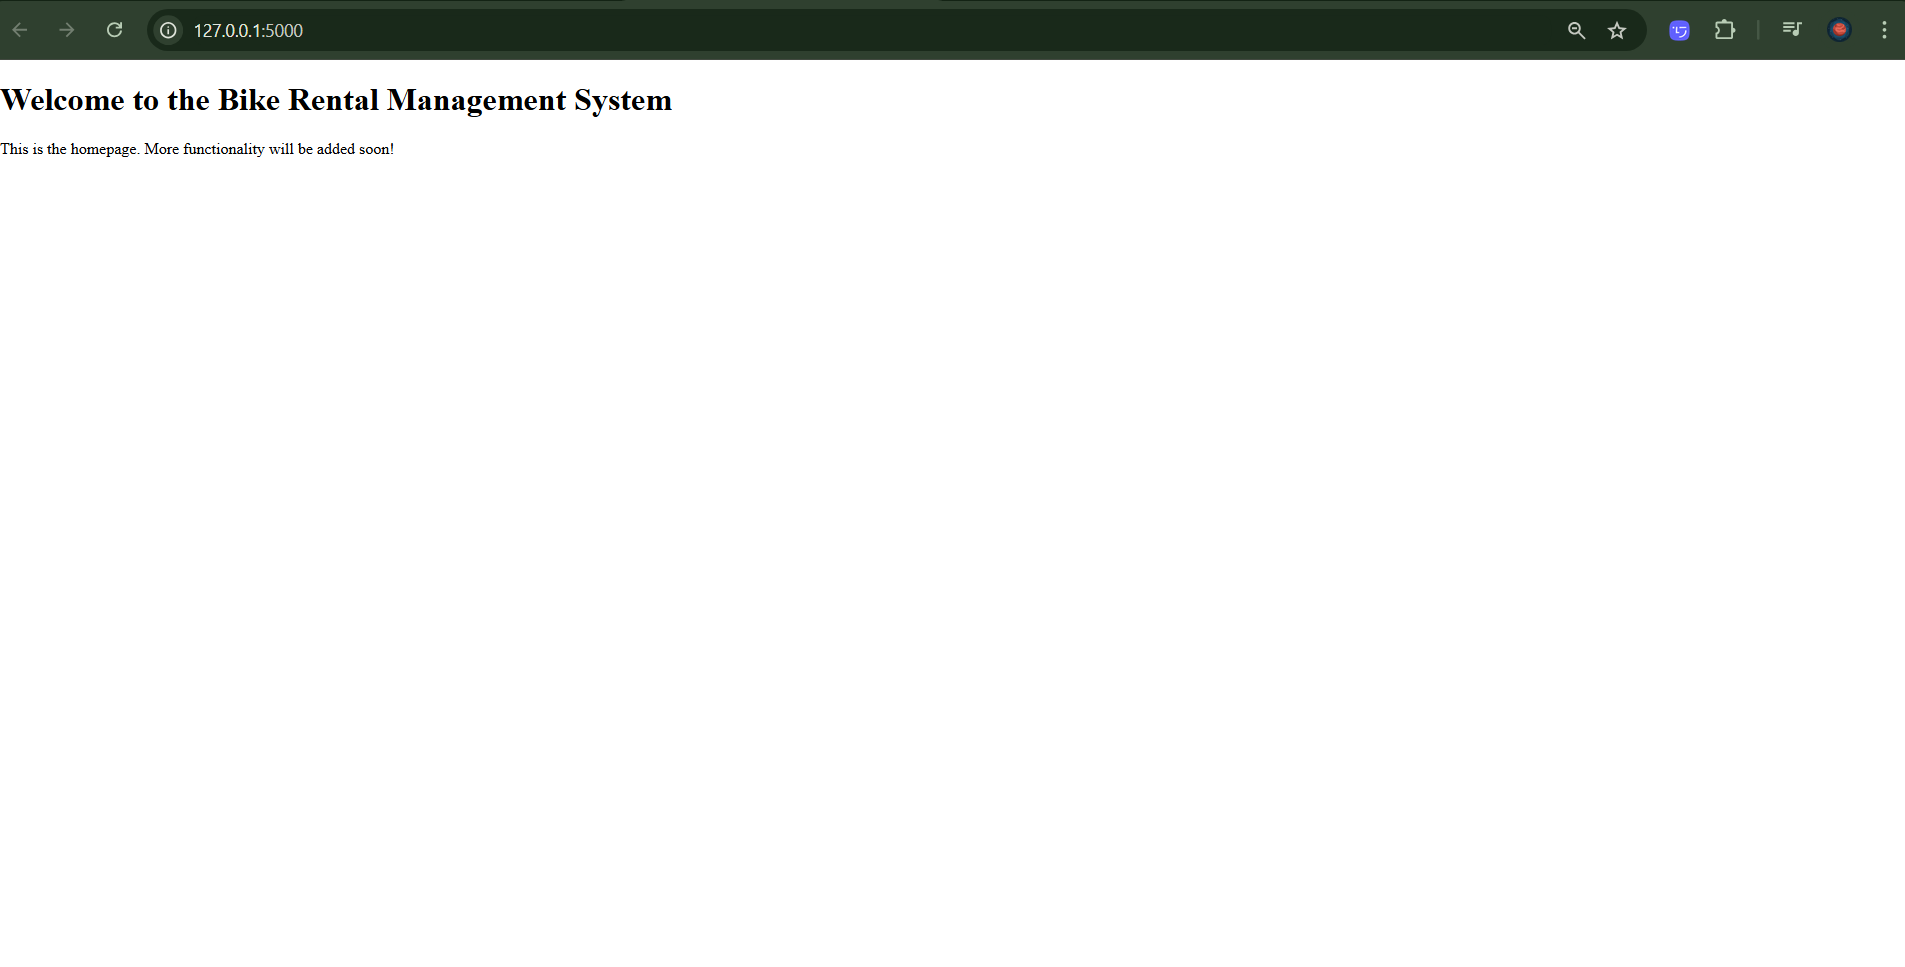 127.0.0.1:5000
Welcome to the Bike Rental Management System
This is the homepage. More functionality will be added soon!